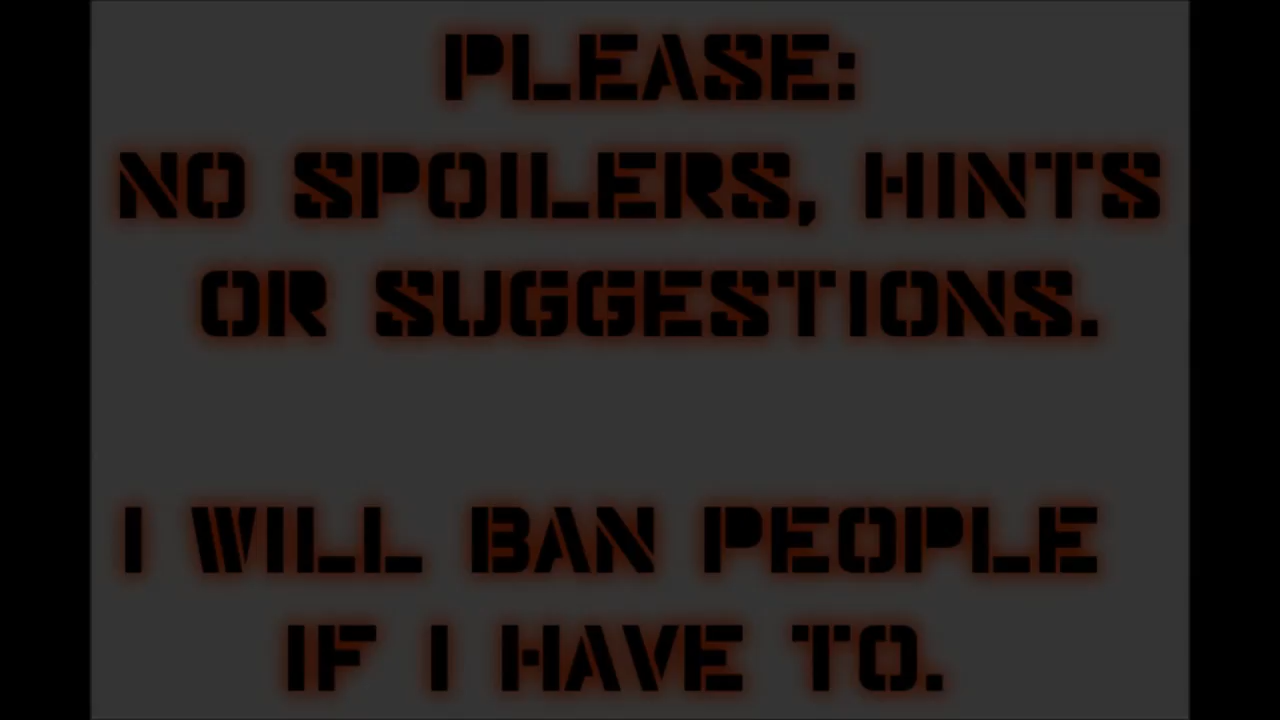 PLEASE:
NO SPOILERS, HINTS
OR SUGGESTIONS.
I WILL BAN PEOPLE
IF I HAVE TO.